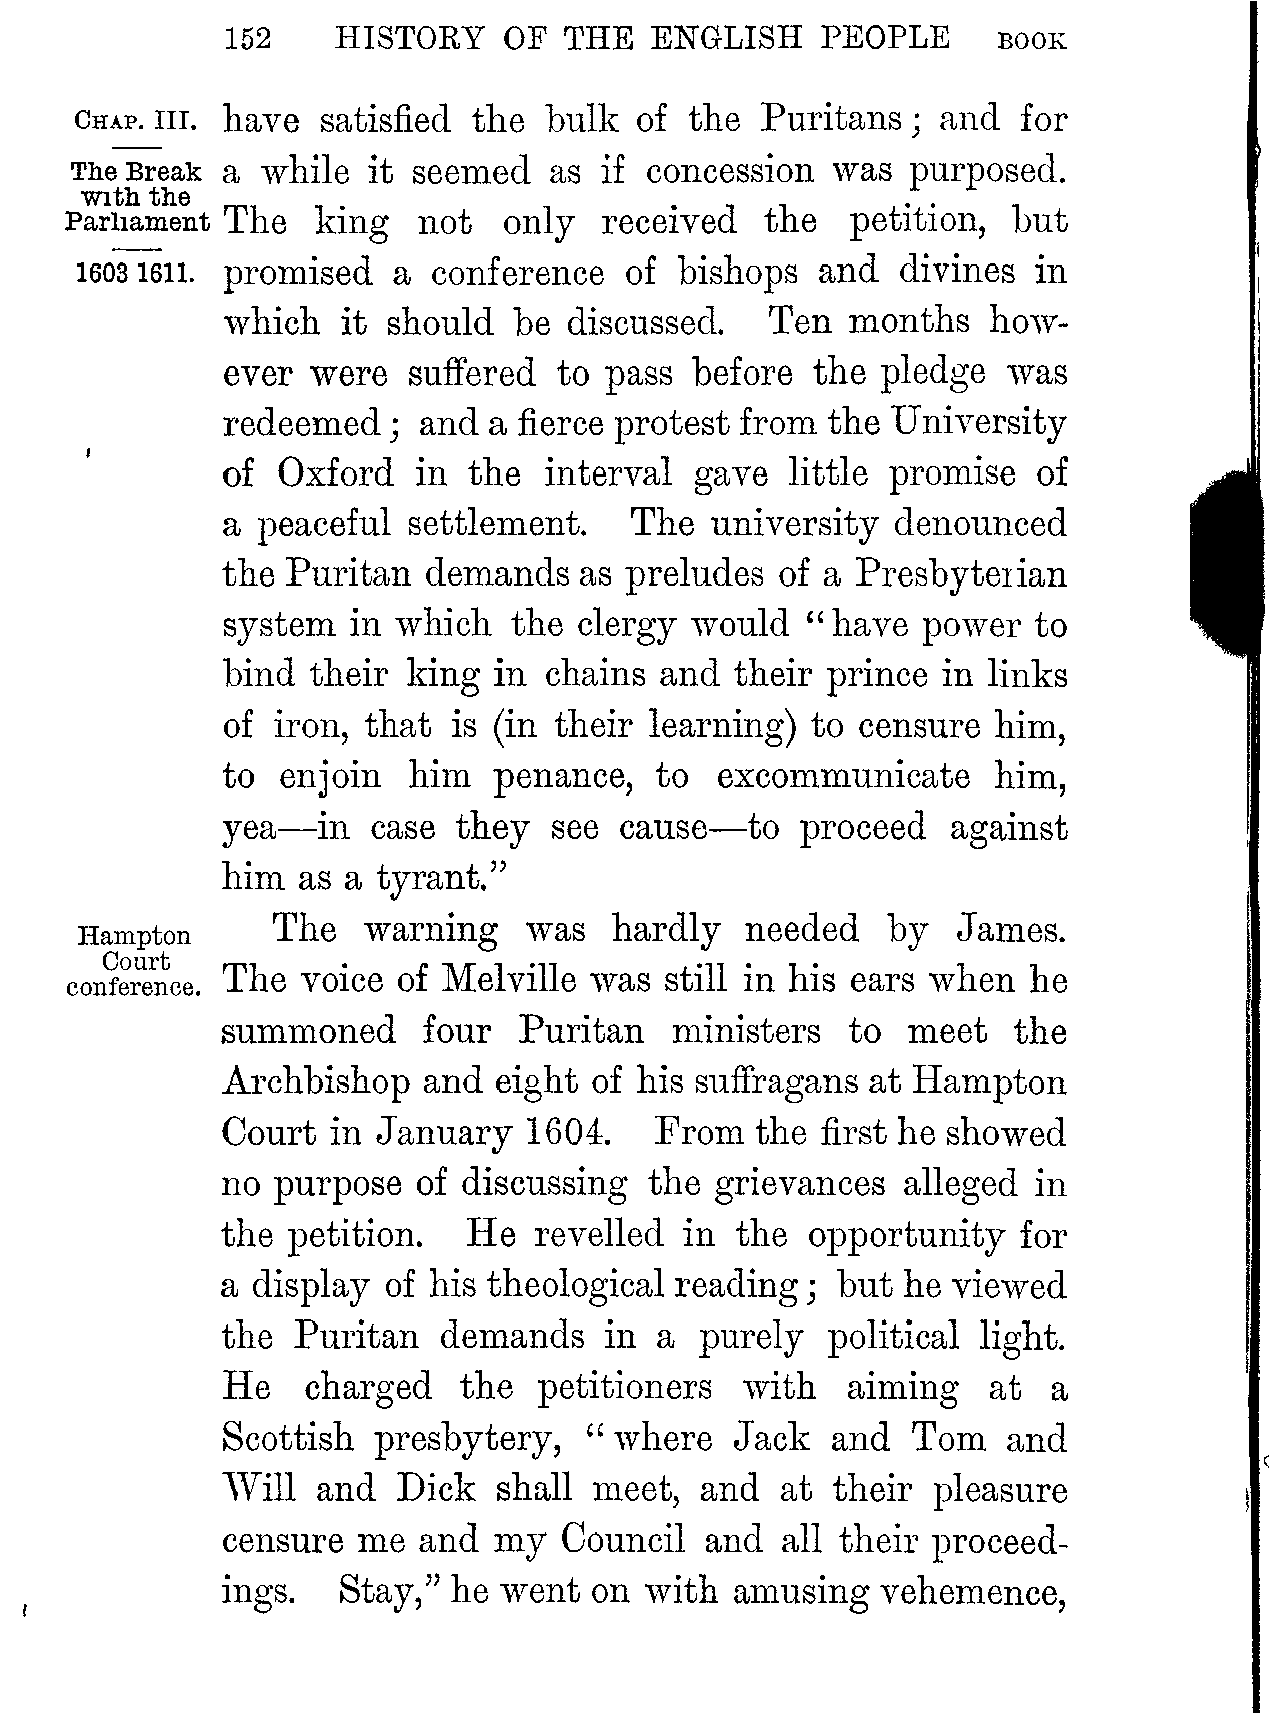 152 HISTORY OF THE ENGLISH PEOPLE BOOK
CHAP. III.
The Break
with the
Parliament
1603 1611.
have satisfied the bulk of the Puritans; and for
a while it seemed as if concession was purposed.
The king not only received the petition, but
promised a conference of bishops and divines in
which it should be discussed. Ten months how-
ever were suffered to pass before the pledge was
redeemed; and a fierce protest from the University
of Oxford in the interval gave little promise of
a peaceful settlement. The university denounced
the Puritan demands as preludes of a Presbyterian
system in which the clergy would “have power to
bind their king in chains and their prince in links
of iron, that is (in their learning) to censure him,
to enjoin him penance, to excommunicate him,
yea—in case they see cause—to proceed against
him as a tyrant.”
Hampton
Court
conference.
The warning was hardly needed by James.
The voice of Melville was still in his ears when he
summoned four Puritan ministers to meet the
Archbishop and eight of his suffragans at Hampton
Court in January 1604. From the first he showed
no purpose of discussing the grievances alleged in
the petition. He revelled in the opportunity for
a display of his theological reading; but he viewed
the Puritan demands in a purely political light.
He charged the petitioners with aiming at a
Scottish presbytery, “where Jack and Tom and
Will and Dick shall meet, and at their pleasure
censure me and my Council and all their proceed-
ings. Stay,” he went on with amusing vehemence,